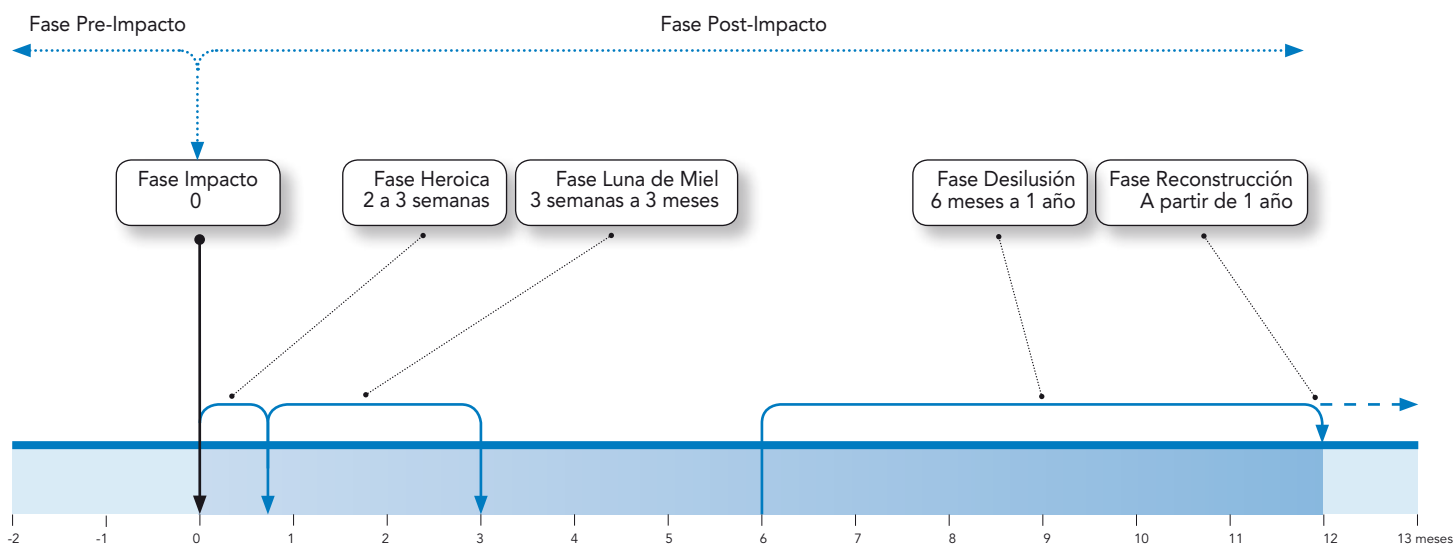 Fase Pre-Impacto
Fase Post-Impacto
Fase Impacto
0
Fase Heroica
2 a 3 semanas
Fase Luna de Miel
3 semanas a 3 meses
Fase Desilusión
6 meses a 1 año
Fase Reconstrucción
A partir de 1 año
-2 -1 0 1 2 3 4 5 6 7 8 9 10 11 12 13 meses